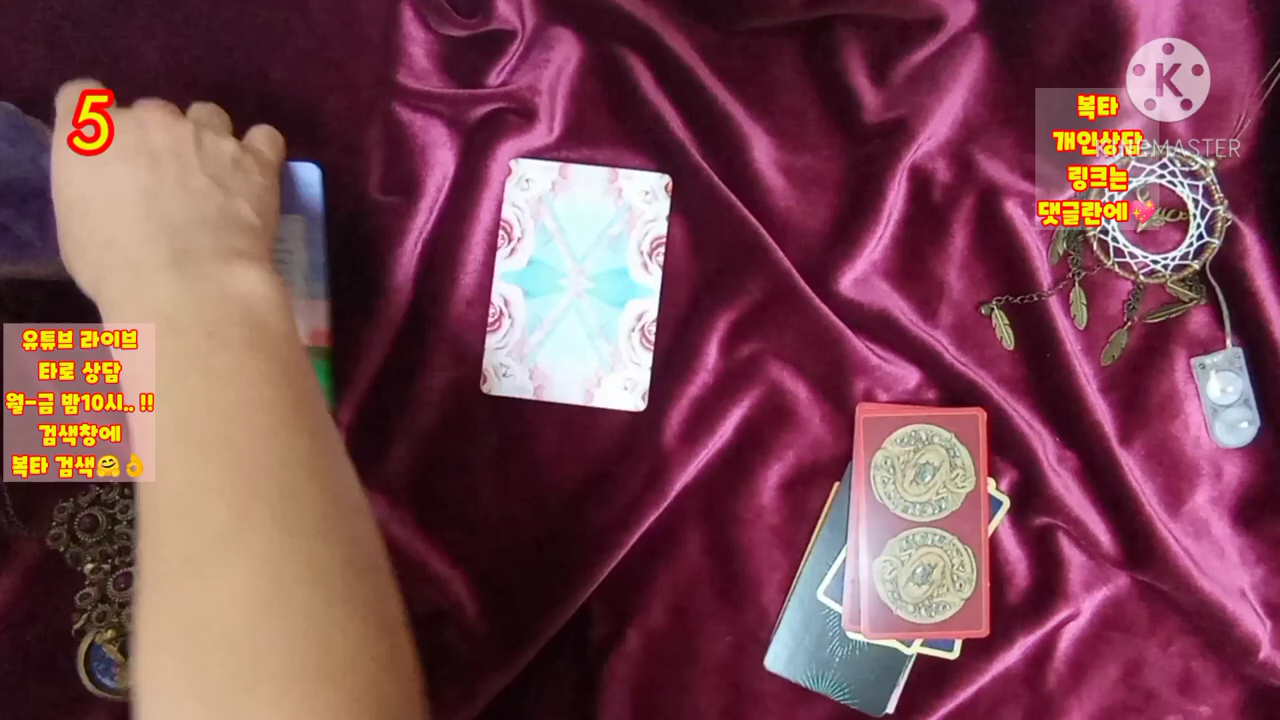 5
복타
개인상담
링크는
댓글란에💖
K
KINEMASTER
유튜브 라이브
타로 상담
월-금 밤10시.. !!
검색창에
복타 검색🤗👌